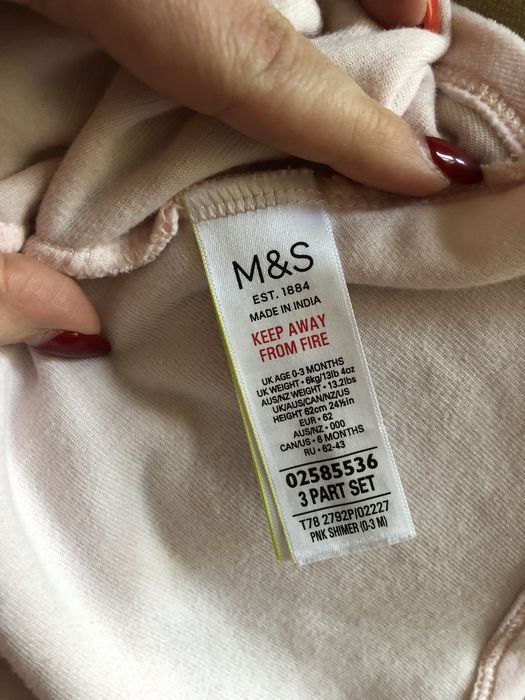 M&S
EST. 1884
MADE IN INDIA
KEEP AWAY
FROM FIRE
UK AGE 0-3 MONTHS
UK WEIGHT • 6kg/13lb 4oz
AUS/NZ WEIGHT • 13.2lbs
UK/AUS/CAN/NZ/US
HEIGHT 62cm 24½in
EUR • 62
AUS/NZ • 000
CAN/US • 6 MONTHS
RU • 62-43
02585536
3 PART SET
T78 2792P/02227
PNK SHIMER (0-3 M)